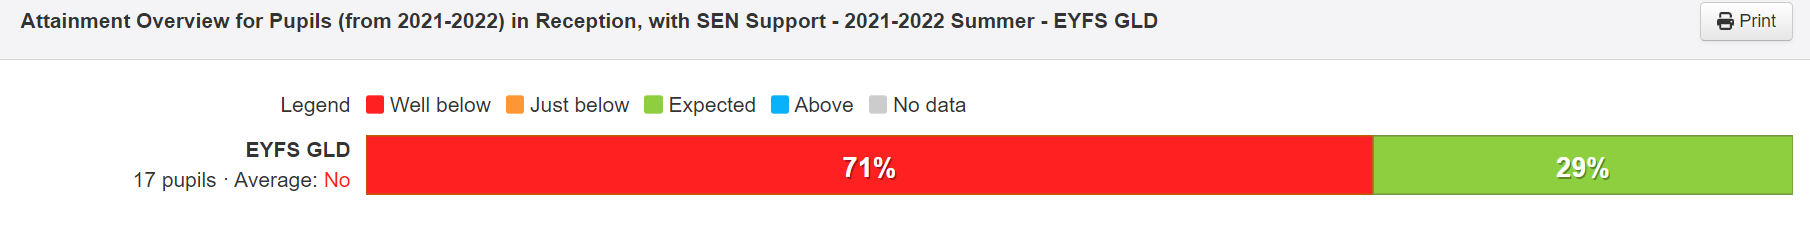 Attainment Overview for Pupils (from 2021-2022) in Reception, with SEN Support - 2021-2022 Summer - EYFS GLD
Print
Legend Well below Just below Expected Above No data
EYFS GLD
17 pupils · Average: No
71% 29%